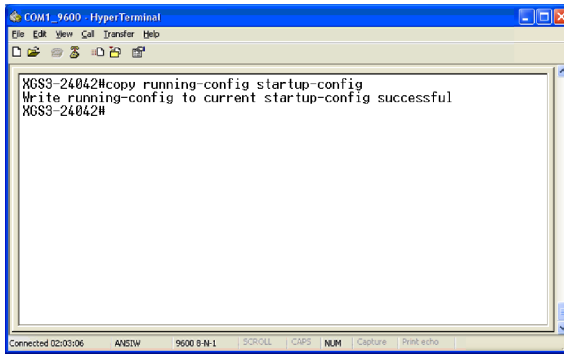 COM1_9600 - HyperTerminal
File Edit View Call Transfer Help
XGS3-24042#copy running-config startup-config
Write running-config to current startup-config successful
XGS3-24042#
Connected 02:03:06 ANSIW 9600 8-N-1 SCROLL CAPS NUM Capture Print echo